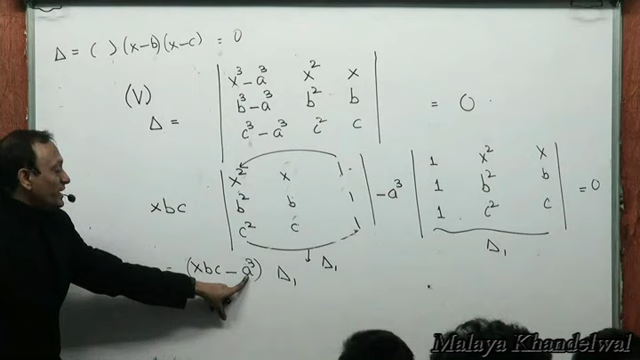 Δ = ( ) (x-b)(x-c) = 0
(V) Δ = | x³-a³ x² x | = 0
| b³-a³ b² b |
| c³-a³ c² c |
xbc | x² x 1 | -a³ | 1 x² x | = 0
| b² b 1 | | 1 b² b |
| c² c 1 | | 1 c² c |
Δ₁ Δ₁
= (xbc - a³) Δ₁
Malaya Khandelwal